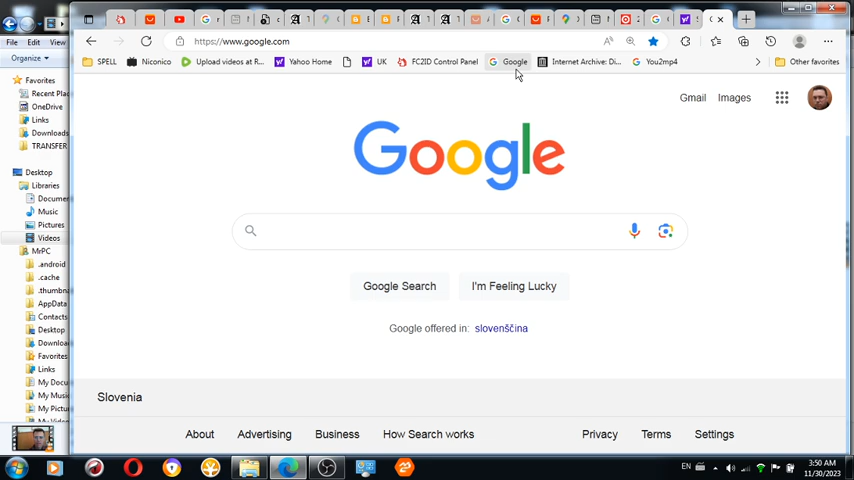 File Edit View
https://www.google.com
Organize
SPELL Niconico Upload videos at R... Yahoo Home UK FC2ID Control Panel Google Internet Archive: Di... You2mp4 Other favorites
Favorites
Recent Plac
OneDrive
Links
Downloads
TRANSFER
Desktop
Libraries
Documen
Music
Pictures
Videos
MrPC
.android
.cache
.thumbna
AppData
Contacts
Desktop
Downloa
Favorites
Links
My Docu
My Music
My Pictur
Gmail Images
Google
Google Search I'm Feeling Lucky
Google offered in: slovenščina
Slovenia
About Advertising Business How Search works Privacy Terms Settings
EN
3:50 AM
11/30/2023